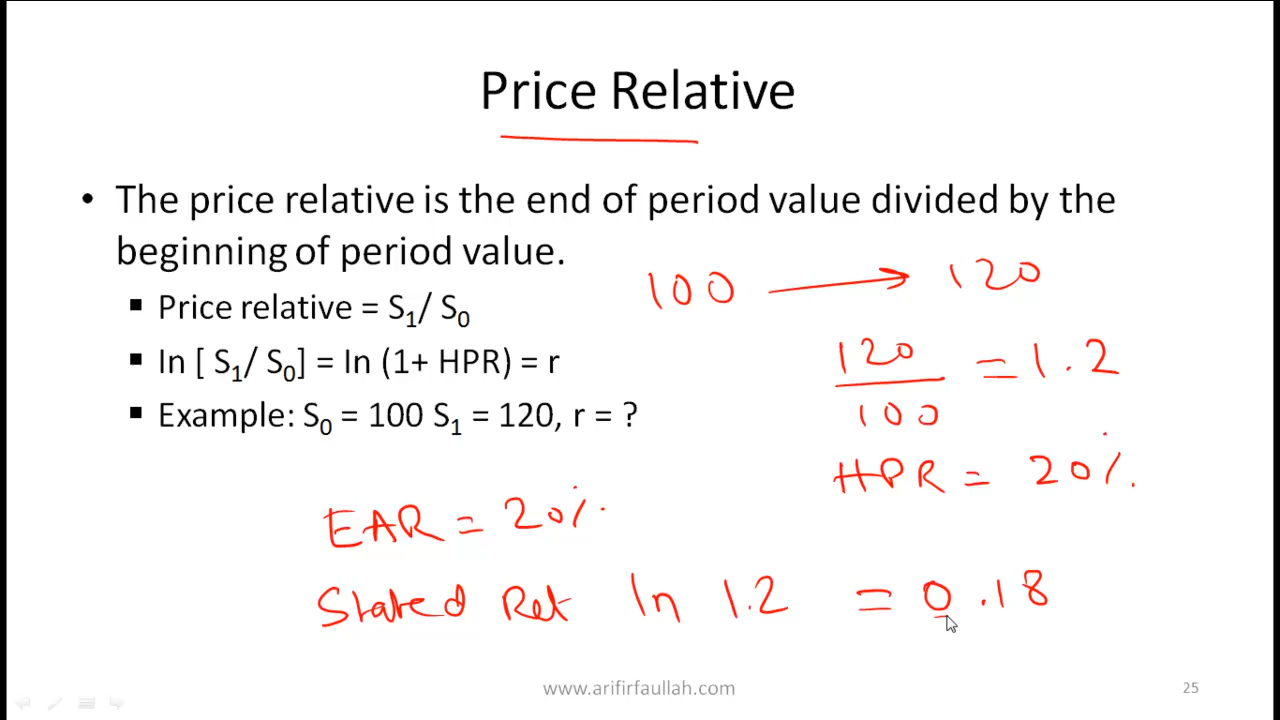 Price Relative
• The price relative is the end of period value divided by the
beginning of period value.
100 → 120
▪ Price relative = S₁/ S₀
▪ ln [ S₁/ S₀] = ln (1+ HPR) = r
120
100
= 1.2
▪ Example: S₀ = 100 S₁ = 120, r = ?
HPR = 20%.
EAR = 20%.
Stated Ret ln 1.2 = 0.18
www.arifirfaullah.com
25